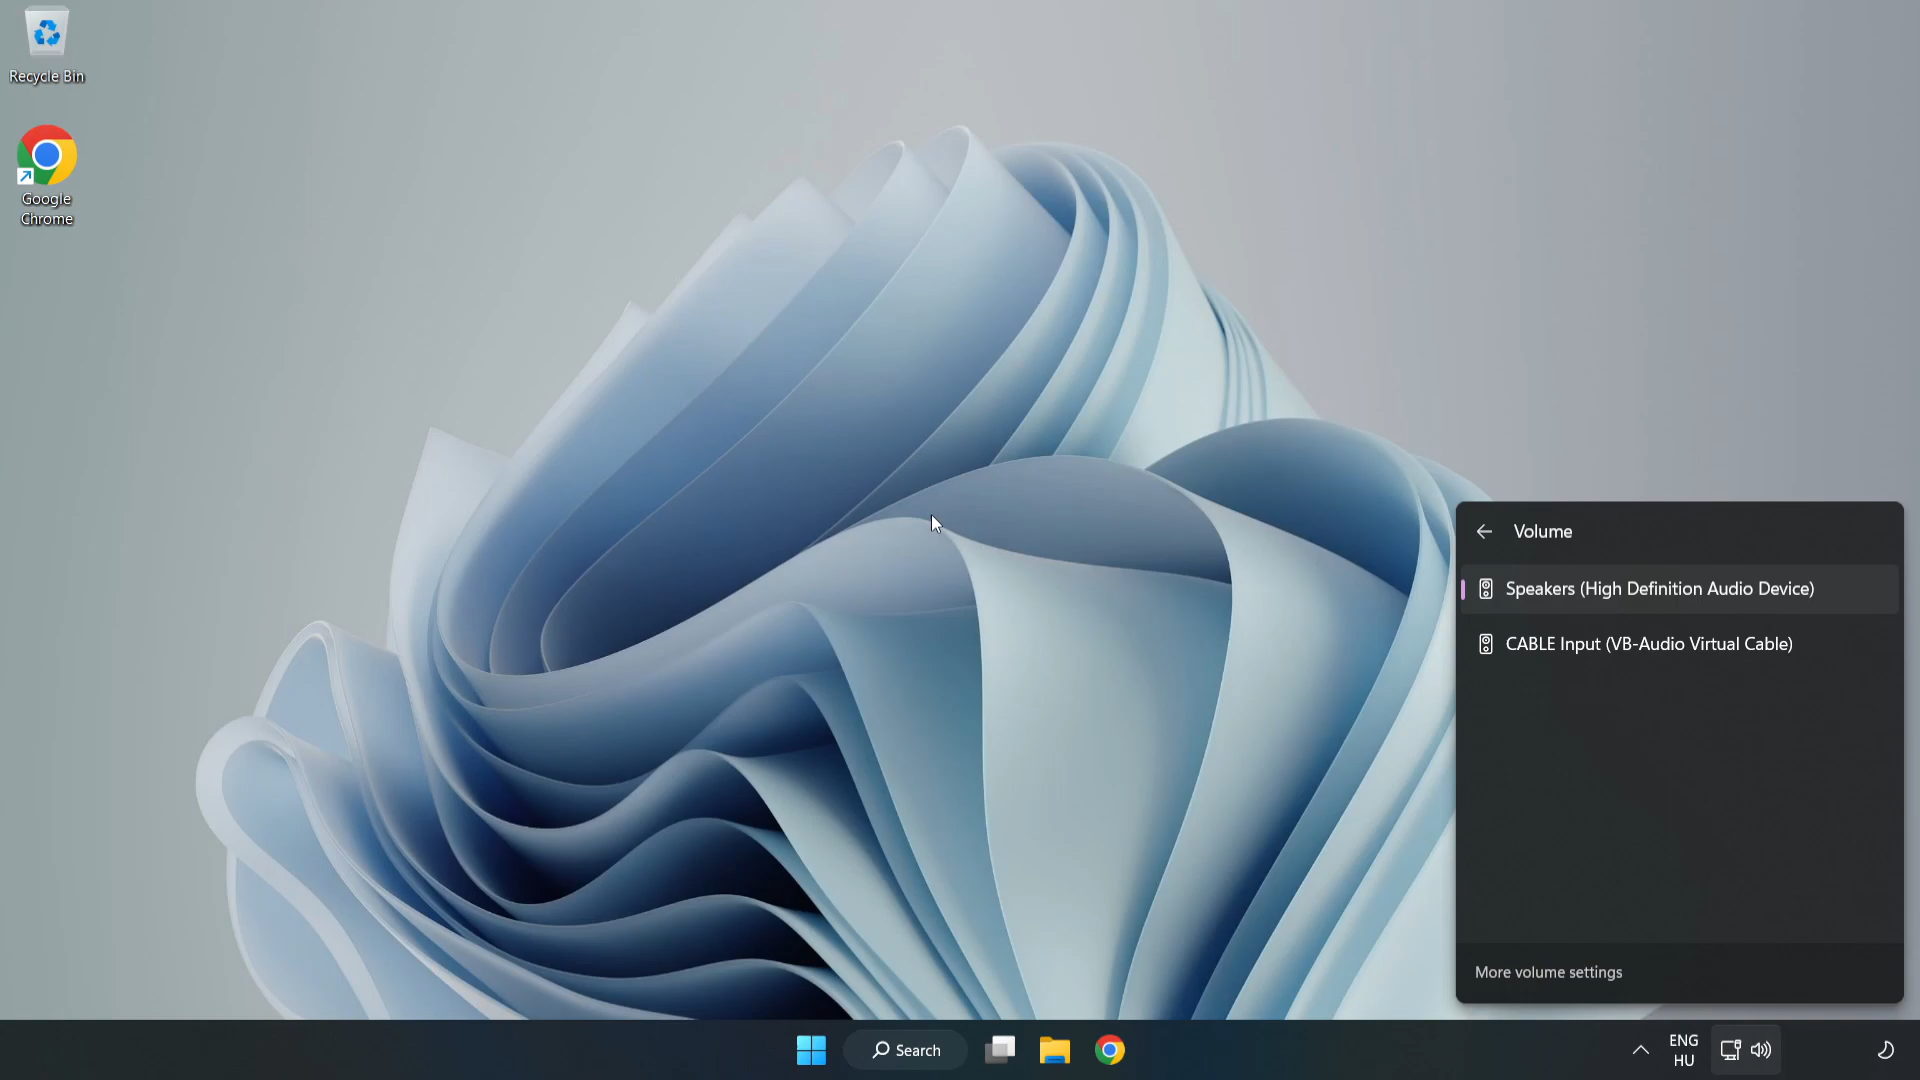 Recycle Bin
Google
Chrome
Volume
Speakers (High Definition Audio Device)
CABLE Input (VB-Audio Virtual Cable)
More volume settings
Search
ENG
HU